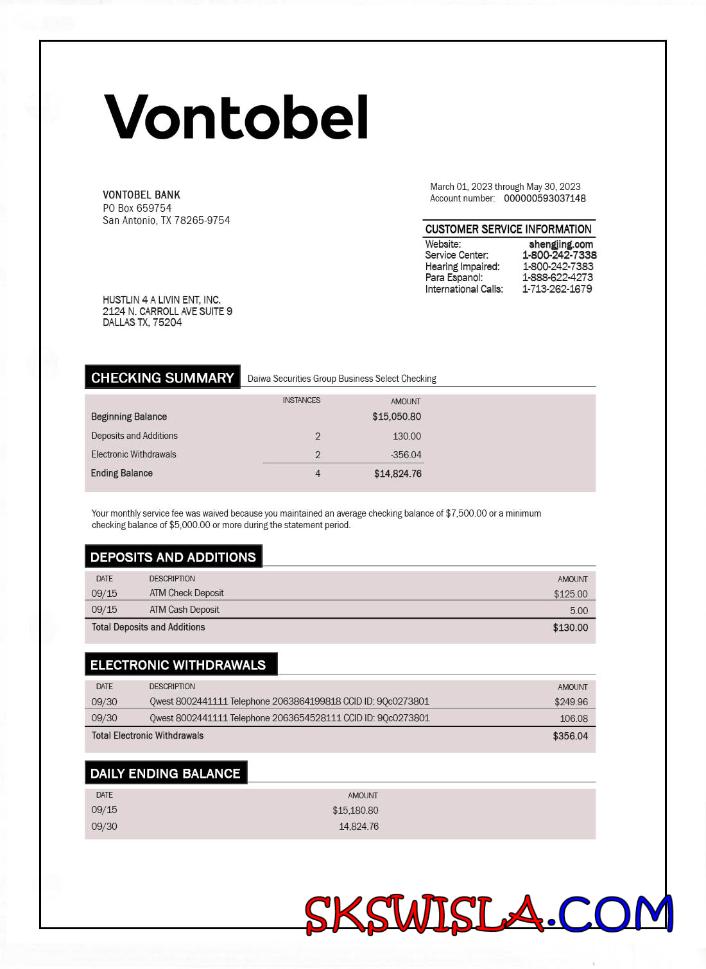 Vontobel
VONTOBEL BANK
PO Box 659754
San Antonio, TX 78265-9754
March 01, 2023 through May 30, 2023
Account number: 000000593037148
CUSTOMER SERVICE INFORMATION
Website: shengjing.com
Service Center: 1-800-242-7338
Hearing Impaired: 1-800-242-7383
Para Espanol: 1-888-622-4273
International Calls: 1-713-262-1679
HUSTLIN 4 A LIVIN ENT, INC.
2124 N. CARROLL AVE SUITE 9
DALLAS TX, 75204
CHECKING SUMMARY Daiwa Securities Group Business Select Checking
INSTANCES AMOUNT
Beginning Balance $15,050.80
Deposits and Additions 2 130.00
Electronic Withdrawals 2 -356.04
Ending Balance 4 $14,824.76
Your monthly service fee was waived because you maintained an average checking balance of $7,500.00 or a minimum
checking balance of $5,000.00 or more during the statement period.
DEPOSITS AND ADDITIONS
DATE DESCRIPTION AMOUNT
09/15 ATM Check Deposit $125.00
09/15 ATM Cash Deposit 5.00
Total Deposits and Additions $130.00
ELECTRONIC WITHDRAWALS
DATE DESCRIPTION AMOUNT
09/30 Qwest 8002441111 Telephone 2063864199818 CCID ID: 9Qc0273801 $249.96
09/30 Qwest 8002441111 Telephone 2063654528111 CCID ID: 9Qc0273801 106.08
Total Electronic Withdrawals $356.04
DAILY ENDING BALANCE
DATE AMOUNT
09/15 $15,180.80
09/30 14,824.76
SKSWISLA.COM